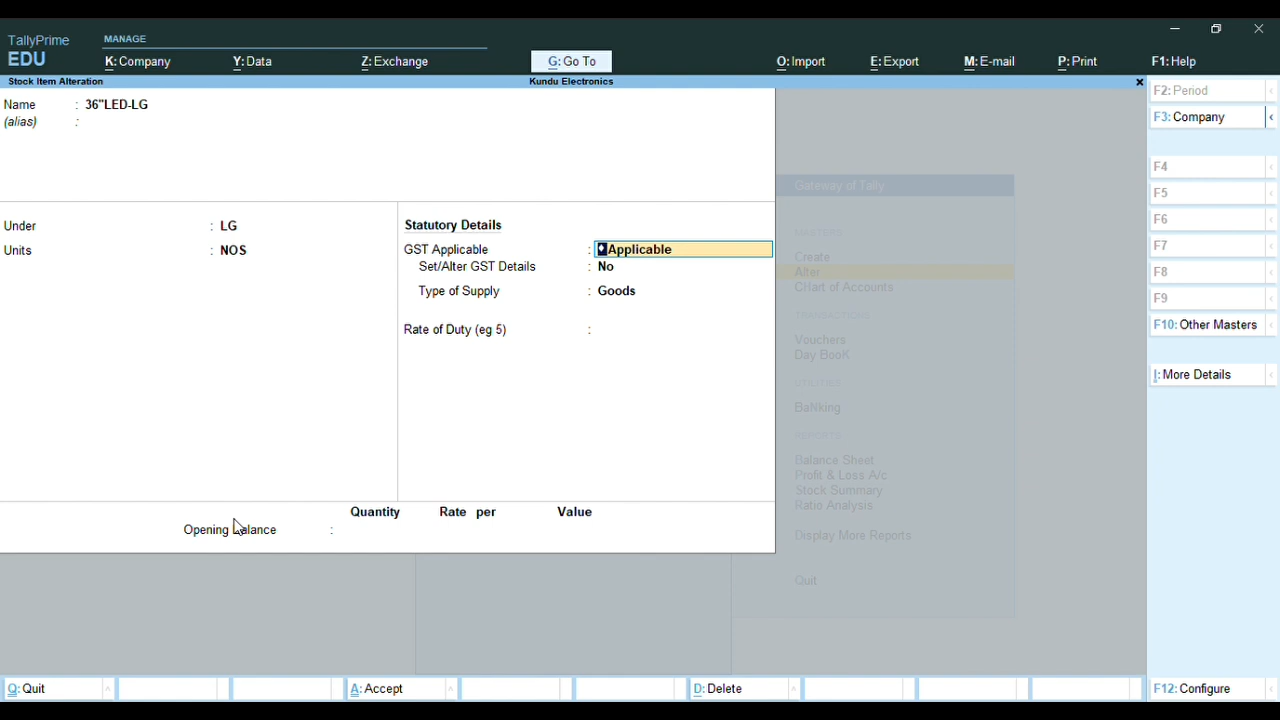 TallyPrime
EDU
MANAGE
K: Company Y: Data Z: Exchange G: Go To O: Import E: Export M: E-mail P: Print F1: Help
Stock Item Alteration Kundu Electronics ×
Name : 36"LED-LG
(alias) :
Under : LG
Units : NOS
Statutory Details
GST Applicable : Applicable
Set/Alter GST Details : No
Type of Supply : Goods
Rate of Duty (eg 5) :
Quantity Rate per Value
Opening Balance :
Gateway of Tally
MASTERS
Create
Alter
CHart of Accounts
TRANSACTIONS
Vouchers
Day BooK
UTILITIES
BaNking
REPORTS
Balance Sheet
Profit & Loss A/c
Stock Summary
Ratio Analysis
Display More Reports
Quit
F2: Period
F3: Company
F4
F5
F6
F7
F8
F9
F10: Other Masters
I: More Details
F12: Configure
Q: Quit A: Accept D: Delete